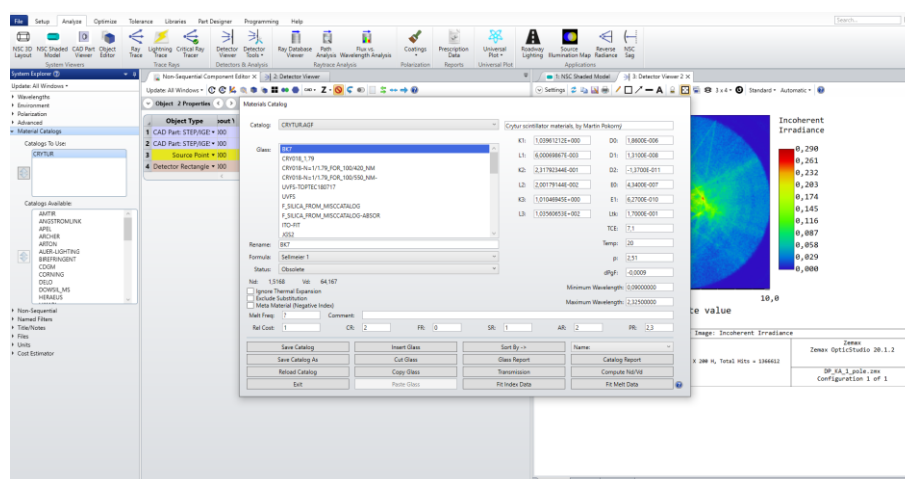 File Setup Analyze Optimize Tolerance Libraries Part Designer Programming Help Search...
NSC 3D Layout NSC Shaded Model CAD Part Viewer Object Editor Ray Trace Lightning Trace Critical Ray Tracer Detector Viewer Detector Tools Ray Database Viewer Path Analysis Flux vs. Wavelength Analysis Coatings Prescription Data Universal Plot Roadway Lighting Source Illumination Map Reverse Radiance NSC Sag
System Viewers Trace Rays Detectors & Analysis Raytrace Analysis Polarization Reports Universal Plot Applications
System Explorer
Non-Sequential Component Editor X 2: Detector Viewer 1: NSC Shaded Model 3: Detector Viewer 2 X
Update: All Windows
Update: All Windows Settings 3 x 4 Standard Automatic
Wavelengths
Environment
Polarization
Advanced
Material Catalogs
Catalogs To Use:
CRYTUR
Catalogs Available:
AMTIR
ANGSTROMLINK
APEL
ARCHER
ARTON
AUER-LIGHTING
BIREFRINGENT
CDGM
CORNING
DELO
DOWSIL_MS
HERAEUS
Non-Sequential
Named Filters
Title/Notes
Files
Units
Cost Estimator
Object 2 Properties
Object Type
1 CAD Part: STEP/IGE
2 CAD Part: STEP/IGE
3 Source Point
4 Detector Rectangle
Materials Catalog
Catalog: CRYTUR.AGF Crytur scintillator materials, by Martin Pokorný
Glass: BK7
CRY018_1.79
CRY018-N=1/1.79_FOR_100/420_NM
CRY018-N=1/1.79_FOR_100/550_NM-
UVFS-TOPTEC180717
UVFS
F_SILICA_FROM_MISCCATALOG
F_SILICA_FROM_MISCCATALOG-ABSOR
ITO-FIT
JGS2
K1: 1,03961212E+000 D0: 1,8600E-006
L1: 6,00069867E-003 D1: 1,3100E-008
K2: 2,31792344E-001 D2: -1,3700E-011
L2: 2,00179144E-002 E0: 4,3400E-007
K3: 1,01046945E+000 E1: 6,2700E-010
L3: 1,03560653E+002 Ltk: 1,7000E-001
TCE: 7,1
Temp: 20
p: 2,51
dPgF: -0,0009
Minimum Wavelength: 0,09000000
Maximum Wavelength: 2,32500000
Rename: BK7
Formula: Sellmeier 1
Status: Obsolete
Nd: 1,5168 Vd: 64,167
Ignore Thermal Expansion
Exclude Substitution
Meta Material (Negative Index)
Melt Freq: ? Comment:
Rel Cost: 1 CR: 2 FR: 0 SR: 1 AR: 2 PR: 2,3
Save Catalog Insert Glass Sort By -> Name:
Save Catalog As Cut Glass Glass Report Catalog Report
Reload Catalog Copy Glass Transmission Compute Nd/Vd
Exit Paste Glass Fit Index Data Fit Melt Data
Incoherent
Irradiance
0,290
0,261
0,232
0,203
0,174
0,145
0,116
0,087
0,058
0,029
0,000
10,0
te value
Image: Incoherent Irradiance
X 200 H, Total Hits = 1366612
Zemax
Zemax OpticStudio 20.1.2
DP_KA_1_pole.zmx
Configuration 1 of 1